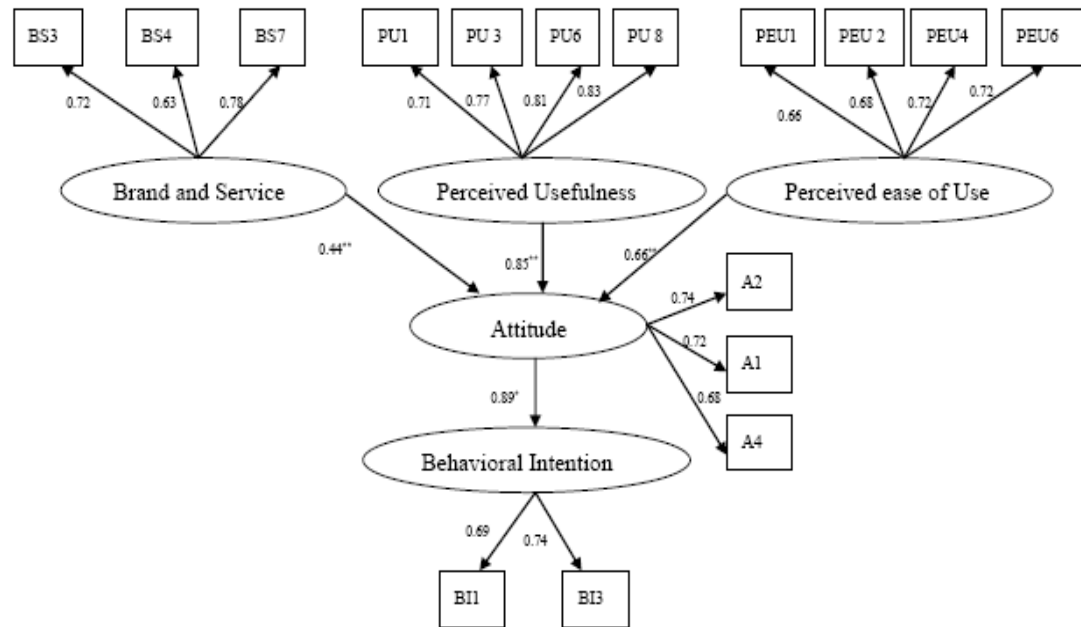 BS3
BS4
BS7
PU1
PU 3
PU6
PU 8
PEU1
PEU 2
PEU4
PEU6
0.72
0.63
0.78
0.71
0.77
0.81
0.83
0.66
0.68
0.72
0.72
Brand and Service
Perceived Usefulness
Perceived ease of Use
0.44**
0.85**
0.66**
A2
0.74
Attitude
0.72
A1
0.89*
0.68
A4
Behavioral Intention
0.69
0.74
BI1
BI3